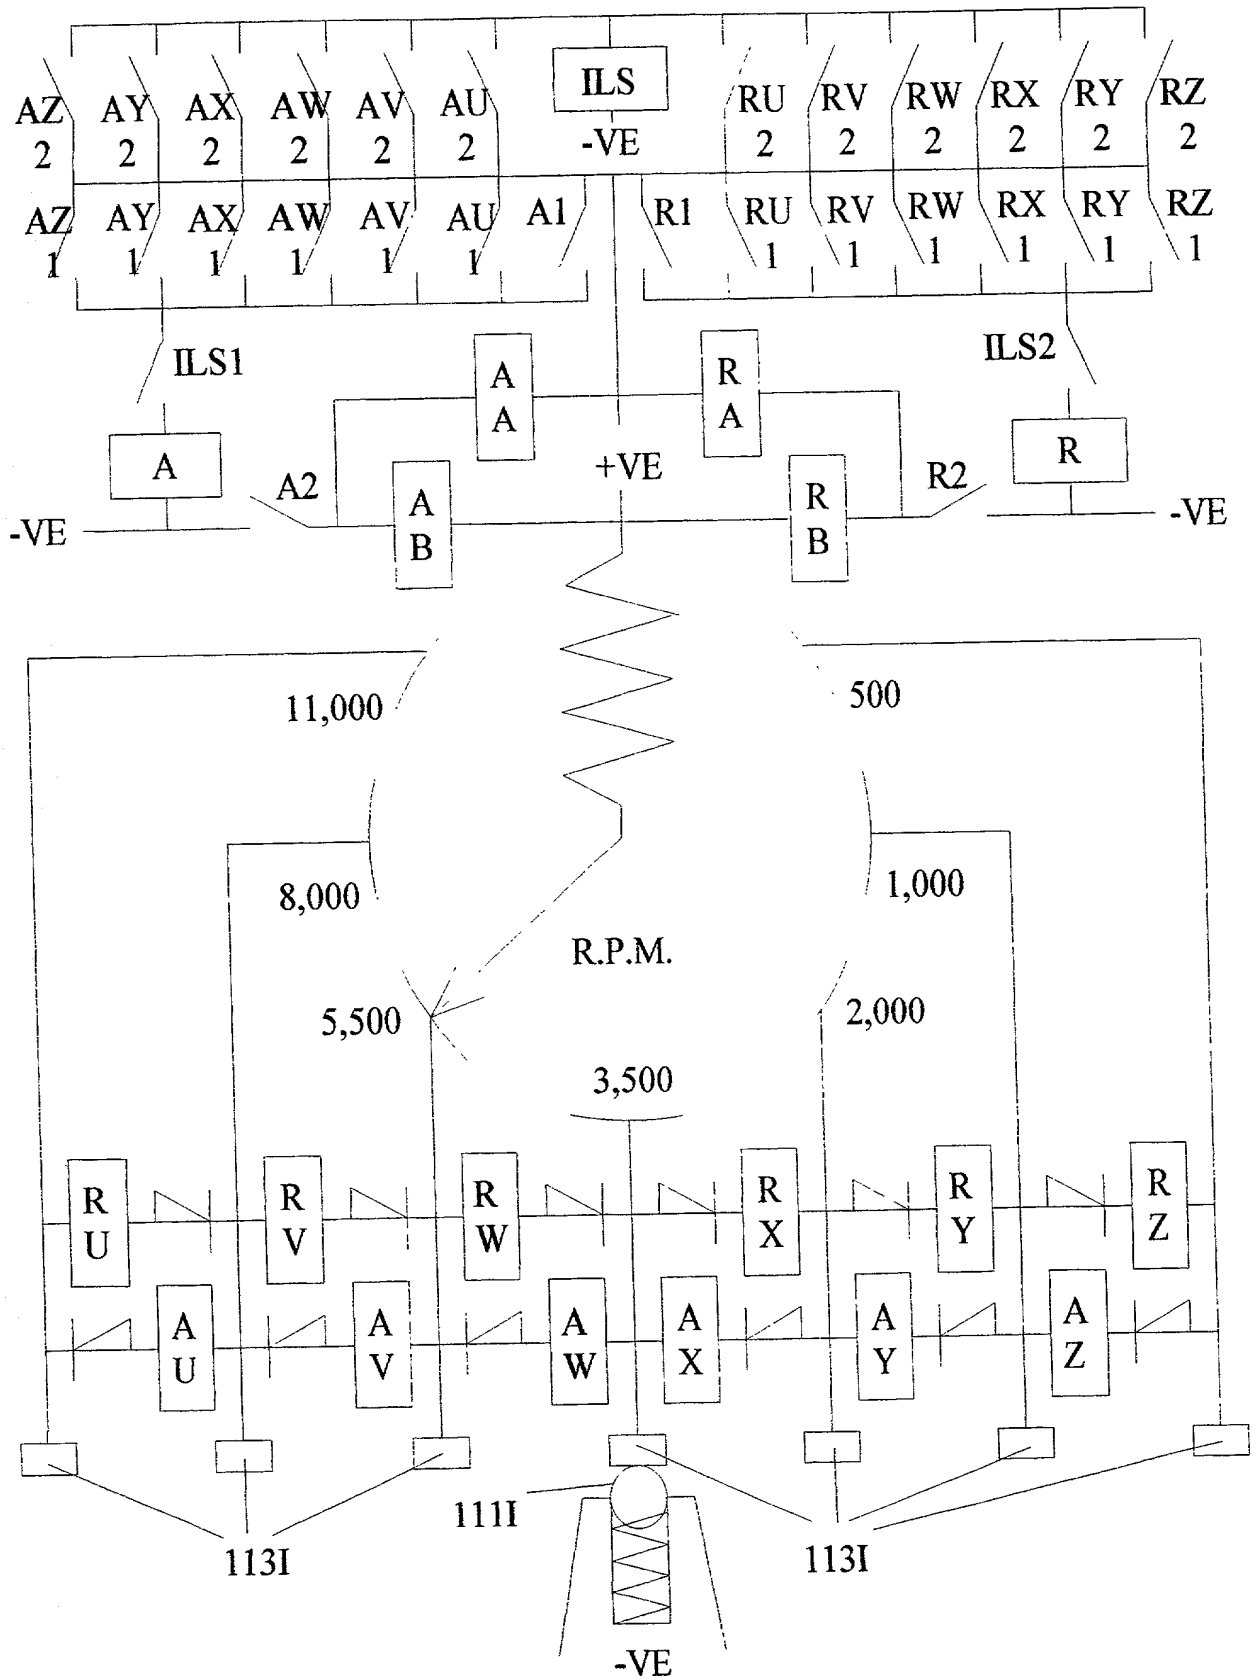 ILS
-VE
AZ 2
AY 2
AX 2
AW 2
AV 2
AU 2
RU 2
RV 2
RW 2
RX 2
RY 2
RZ 2
AZ 1
AY 1
AX 1
AW 1
AV 1
AU 1
A1
R1
RU 1
RV 1
RW 1
RX 1
RY 1
RZ 1
ILS1
ILS2
A A
R A
A
R
+VE
A2
R2
A B
R B
-VE
-VE
11,000
500
8,000
1,000
R.P.M.
5,500
2,000
3,500
R U
R V
R W
R X
R Y
R Z
A U
A V
A W
A X
A Y
A Z
111I
113I
113I
-VE